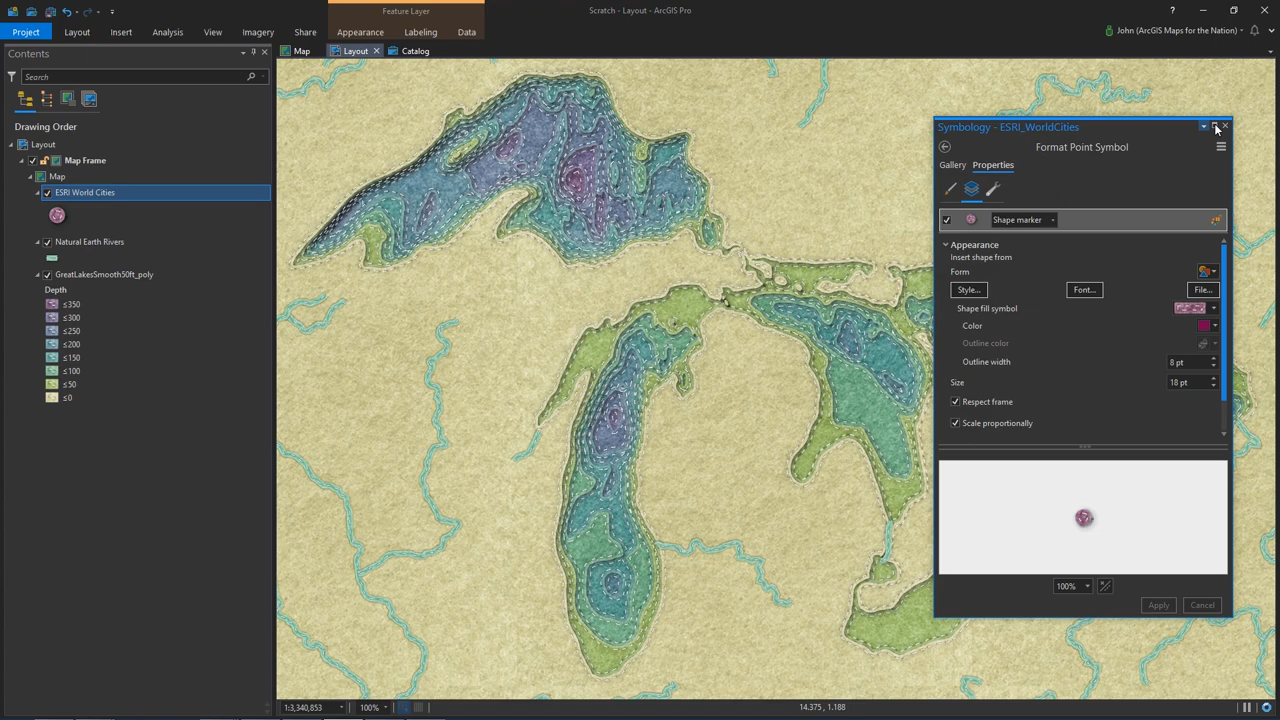 Feature Layer
Scratch - Layout - ArcGIS Pro
?
Project
Layout
Insert
Analysis
View
Imagery
Share
Appearance
Labeling
Data
John (ArcGIS Maps for the Nation)
Contents
Map
Layout
Catalog
Search
Drawing Order
Layout
Map Frame
Map
ESRI World Cities
Natural Earth Rivers
GreatLakesSmooth50ft_poly
Depth
≤350
≤300
≤250
≤200
≤150
≤100
≤50
≤0
Symbology - ESRI_WorldCities
Format Point Symbol
Gallery
Properties
Shape marker
Appearance
Insert shape from
Form
Style...
Font...
File...
Shape fill symbol
Color
Outline color
Outline width
8 pt
Size
18 pt
Respect frame
Scale proportionally
100%
Apply
Cancel
1:3,340,853
100%
14.375, 1.188